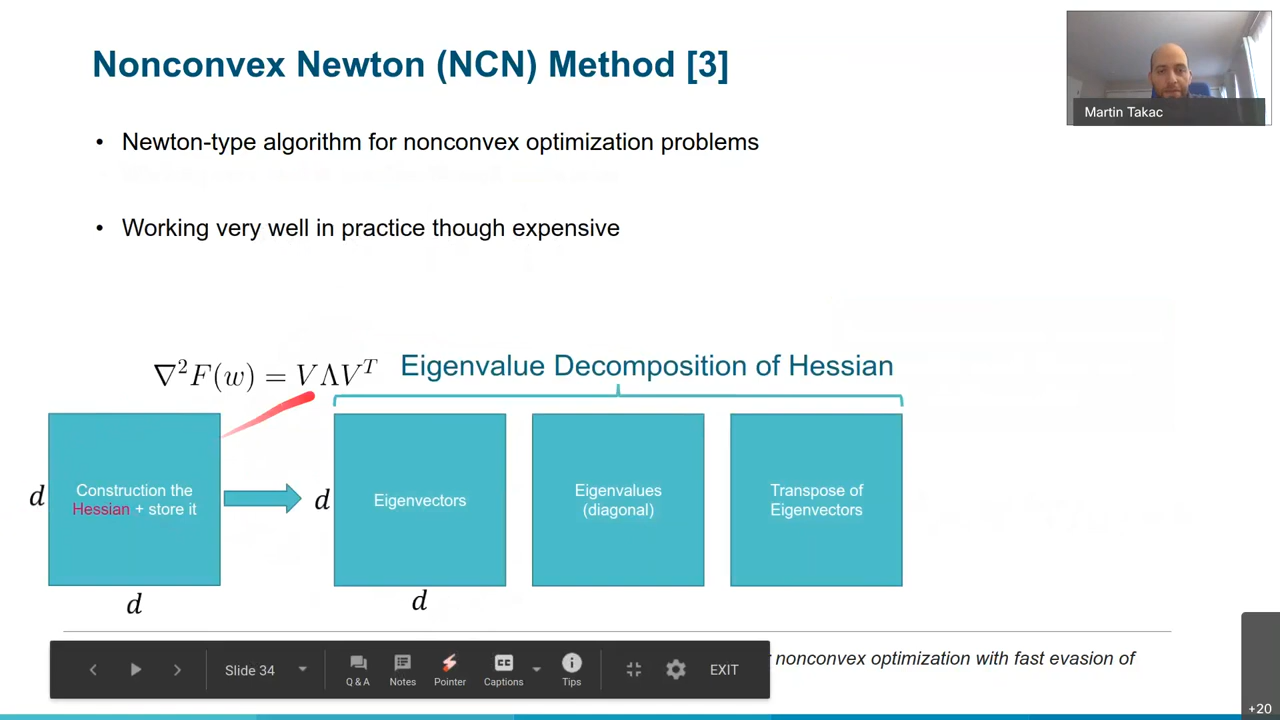 Nonconvex Newton (NCN) Method [3]
Martin Takac
• Newton-type algorithm for nonconvex optimization problems
• Working very well in practice though expensive
∇²F(w) = VΛV^T
Eigenvalue Decomposition of Hessian
d
Construction the
Hessian + store it
d
d
Eigenvectors
d
Eigenvalues
(diagonal)
Transpose of
Eigenvectors
nonconvex optimization with fast evasion of
Slide 34
Q & A
Notes
Pointer
Captions
Tips
EXIT
+20